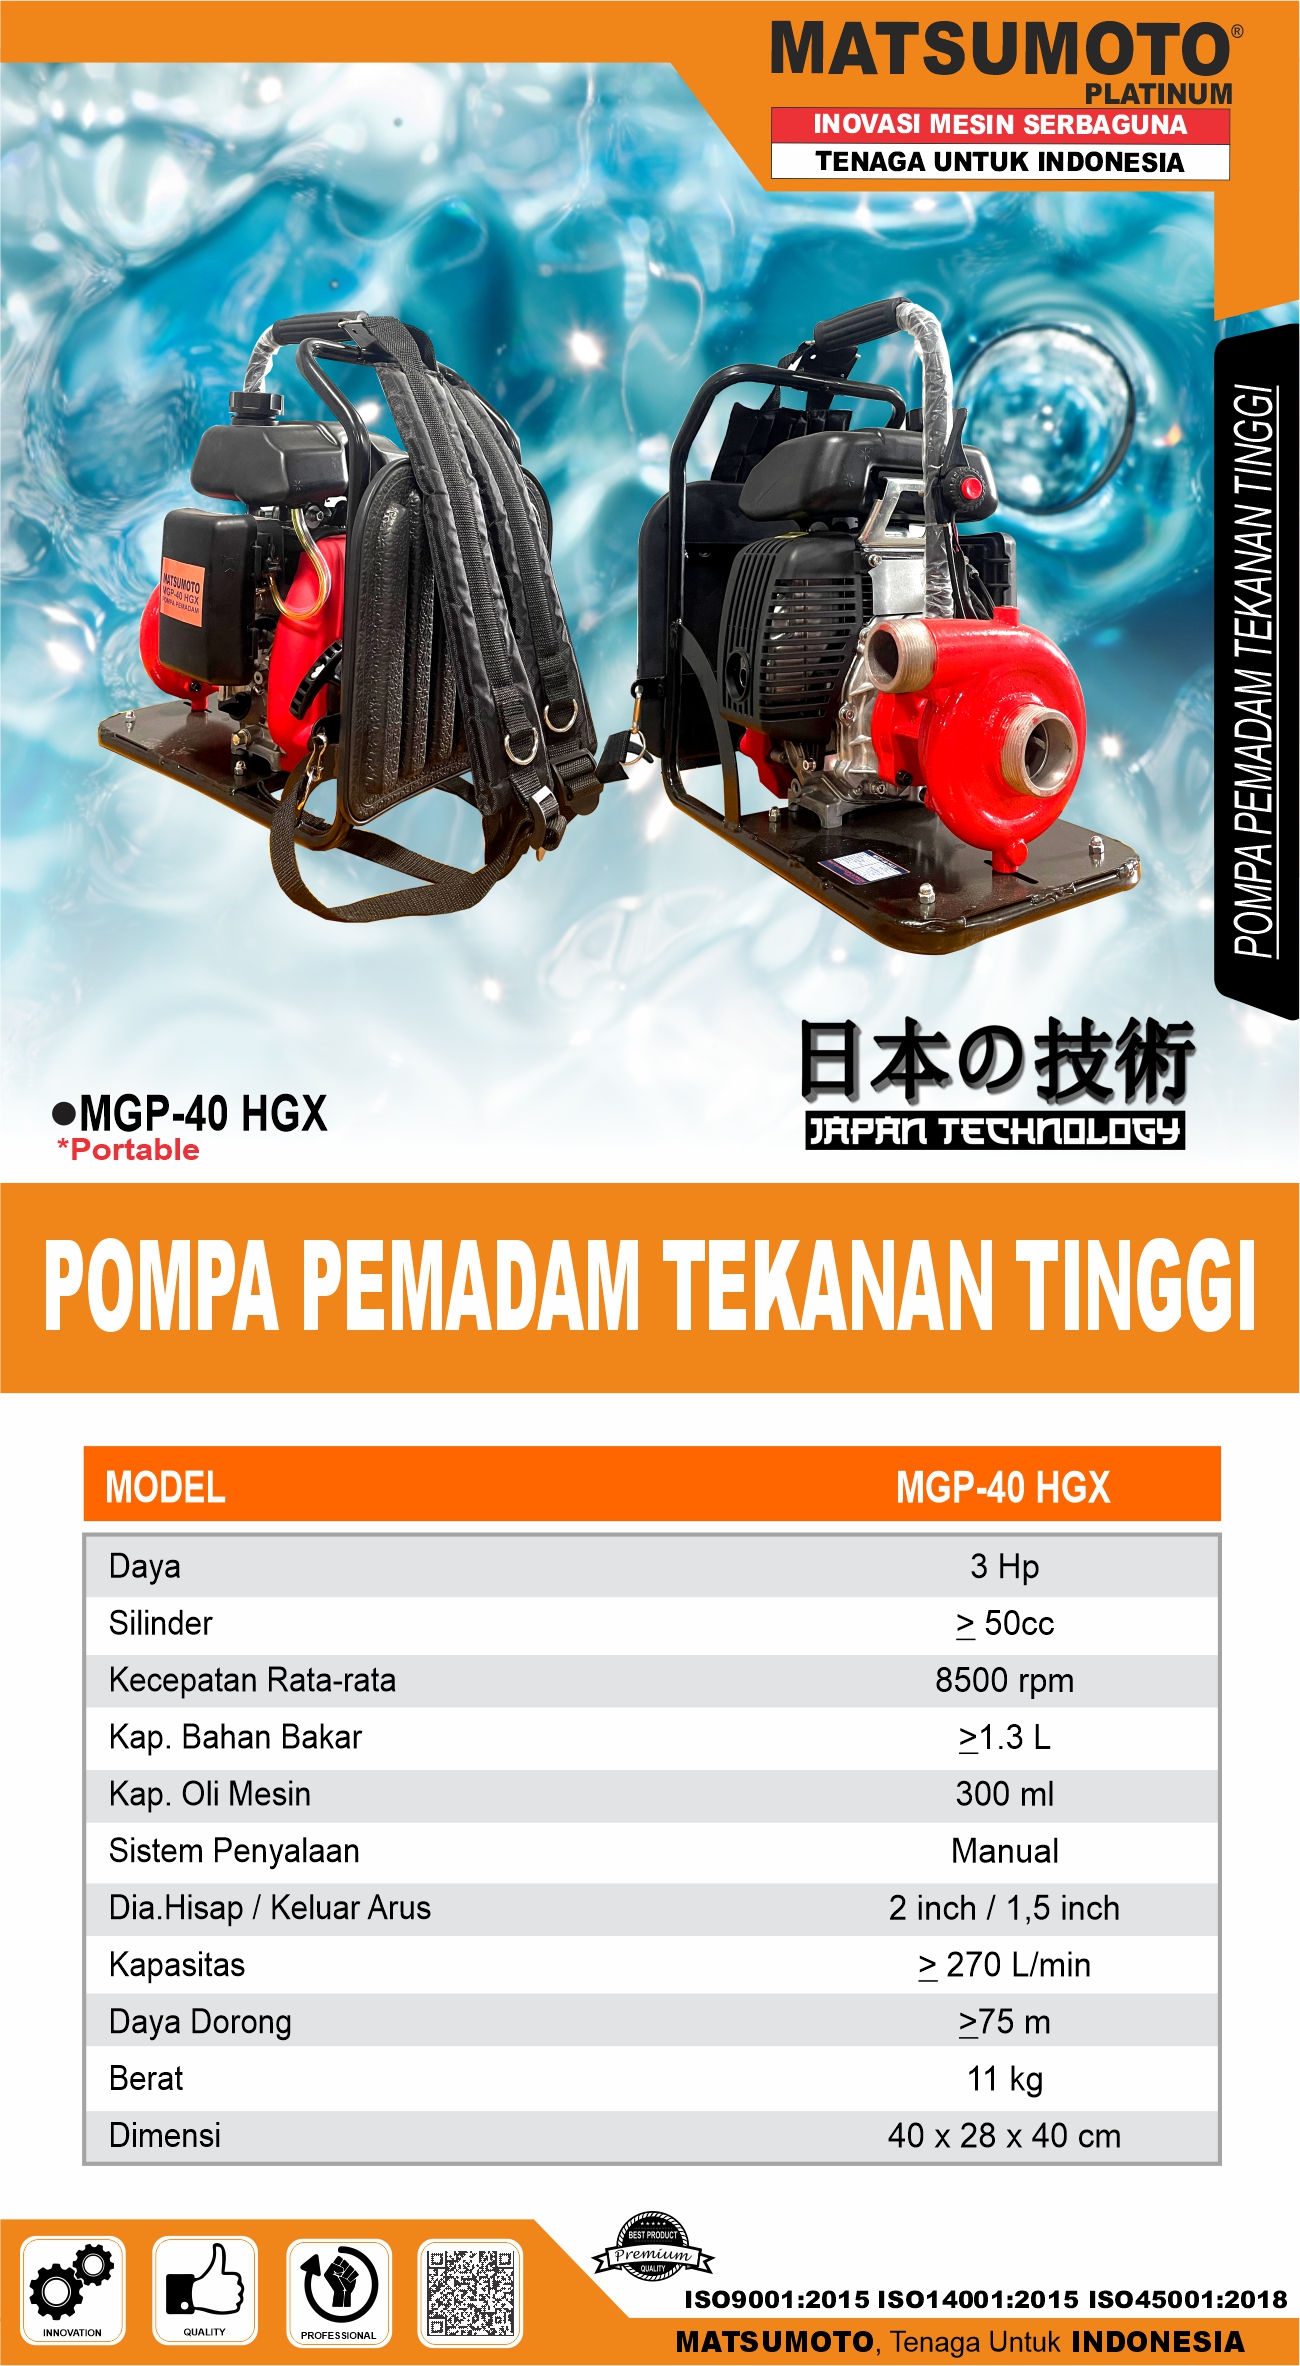 MATSUMOTO®
PLATINUM
INOVASI MESIN SERBAGUNA
TENAGA UNTUK INDONESIA
POMPA PEMADAM TEKANAN TINGGI
MATSUMOTO
MGP-40 HGX
POMPA PEMADAM
日本の技術
JAPAN TECHNOLOGY
●MGP-40 HGX
*Portable
POMPA PEMADAM TEKANAN TINGGI
MODEL MGP-40 HGX
Daya 3 Hp
Silinder ≥ 50cc
Kecepatan Rata-rata 8500 rpm
Kap. Bahan Bakar ≥1.3 L
Kap. Oli Mesin 300 ml
Sistem Penyalaan Manual
Dia.Hisap / Keluar Arus 2 inch / 1,5 inch
Kapasitas ≥ 270 L/min
Daya Dorong ≥75 m
Berat 11 kg
Dimensi 40 x 28 x 40 cm
INNOVATION
QUALITY
PROFESSIONAL
BEST PRODUCT
Premium
QUALITY
ISO9001:2015 ISO14001:2015 ISO45001:2018
MATSUMOTO, Tenaga Untuk INDONESIA